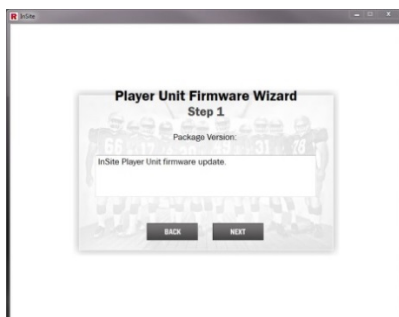 R InSite
Player Unit Firmware Wizard
Step 1
Package Version:
InSite Player Unit firmware update.
BACK
NEXT